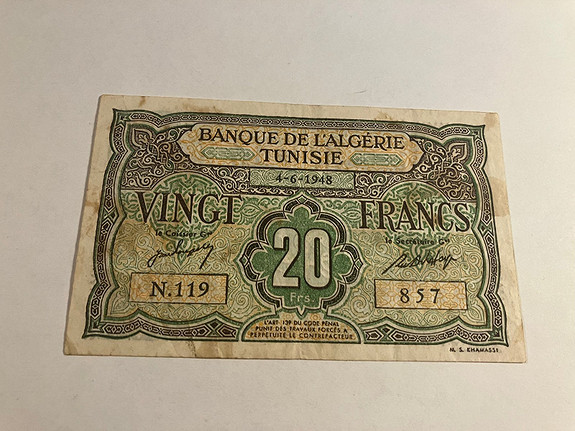 BANQUE DE L'ALGÉRIE
TUNISIE
4-6-1948
VINGT FRANCS
le Caissier Gal
le Secrétaire Gal
20
Frs.
N.119
857
L'ART. 139 DU CODE PENAL
PUNIT DES TRAVAUX FORCÉS A
PERPÉTUITÉ LE CONTREFACTEUR
M. S. KHAMASSI